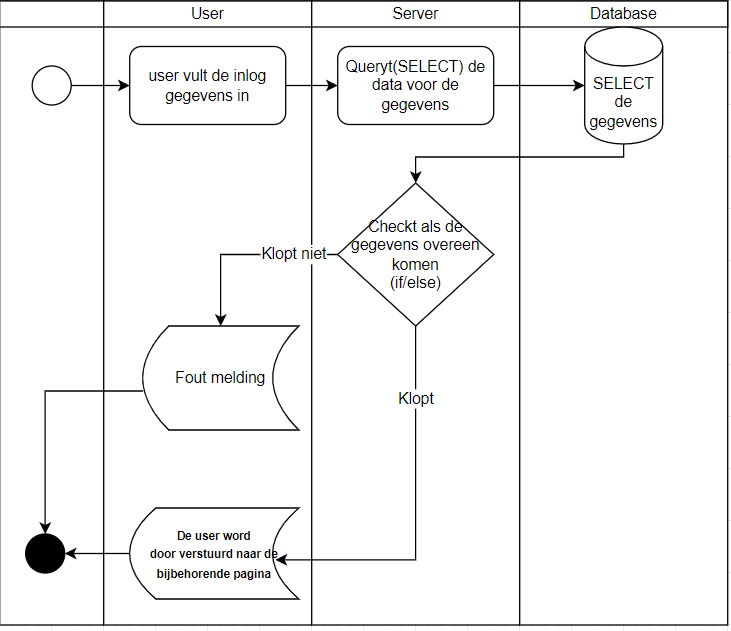 User
Server
Database
user vult de inlog
gegevens in
Queryt(SELECT) de
data voor de
gegevens
SELECT
de
gegevens
Checkt als de
gegevens overeen
komen
(if/else)
Klopt niet
Fout melding
Klopt
De user word
door verstuurd naar de
bijbehorende pagina